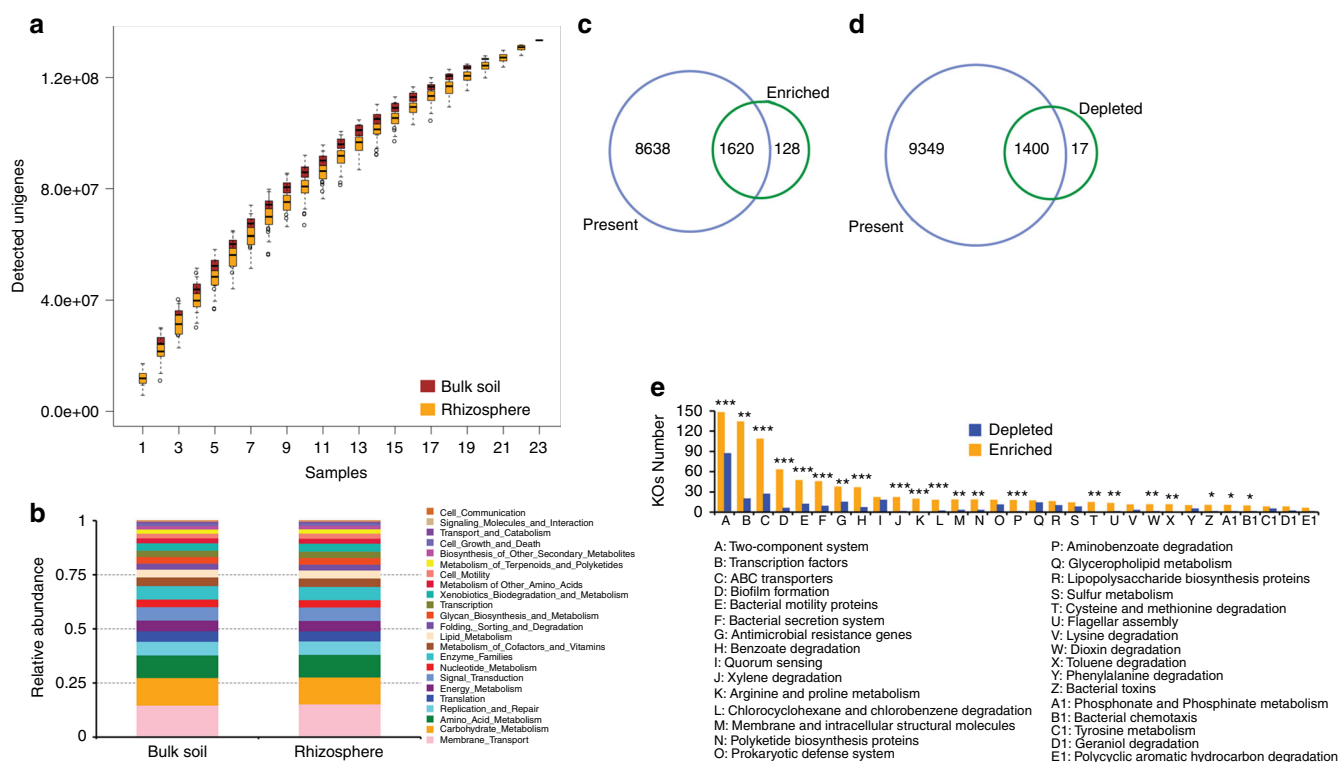 a
Detected unigenes
1.2e+08
8.0e+07
4.0e+07
0.0e+00
Bulk soil
Rhizosphere
1 3 5 7 9 11 13 15 17 19 21 23
Samples
b
Relative abundance
1
0.75
0.5
0.25
0
Bulk soil Rhizosphere
Cell_Communication
Signaling_Molecules_and_Interaction
Transport_and_Catabolism
Cell_Growth_and_Death
Biosynthesis_of_Other_Secondary_Metabolites
Metabolism_of_Terpenoids_and_Polyketides
Cell_Motility
Metabolism_of_Other_Amino_Acids
Xenobiotics_Biodegradation_and_Metabolism
Transcription
Glycan_Biosynthesis_and_Metabolism
Folding,_Sorting_and_Degradation
Lipid_Metabolism
Metabolism_of_Cofactors_and_Vitamins
Enzyme_Families
Nucleotide_Metabolism
Signal_Transduction
Energy_Metabolism
Translation
Replication_and_Repair
Amino_Acid_Metabolism
Carbohydrate_Metabolism
Membrane_Transport
c
Enriched
8638 1620 128
Present
d
Depleted
9349 1400 17
Present
e
KOs Number
150
120
90
60
30
0
*** ** *** *** *** *** ** *** *** *** *** ** ** *** ** ** ** ** * * *
Depleted
Enriched
A B C D E F G H I J K L M N O P Q R S T U V W X Y Z A1 B1 C1 D1 E1
A: Two-component system
B: Transcription factors
C: ABC transporters
D: Biofilm formation
E: Bacterial motility proteins
F: Bacterial secretion system
G: Antimicrobial resistance genes
H: Benzoate degradation
I: Quorum sensing
J: Xylene degradation
K: Arginine and proline metabolism
L: Chlorocyclohexane and chlorobenzene degradation
M: Membrane and intracellular structural molecules
N: Polyketide biosynthesis proteins
O: Prokaryotic defense system
P: Aminobenzoate degradation
Q: Glyceropholipid metabolism
R: Lipopolysaccharide biosynthesis proteins
S: Sulfur metabolism
T: Cysteine and methionine degradation
U: Flagellar assembly
V: Lysine degradation
W: Dioxin degradation
X: Toluene degradation
Y: Phenylalanine degradation
Z: Bacterial toxins
A1: Phosphonate and Phosphinate metabolism
B1: Bacterial chemotaxis
C1: Tyrosine metabolism
D1: Geraniol degradation
E1: Polycyclic aromatic hydrocarbon degradation